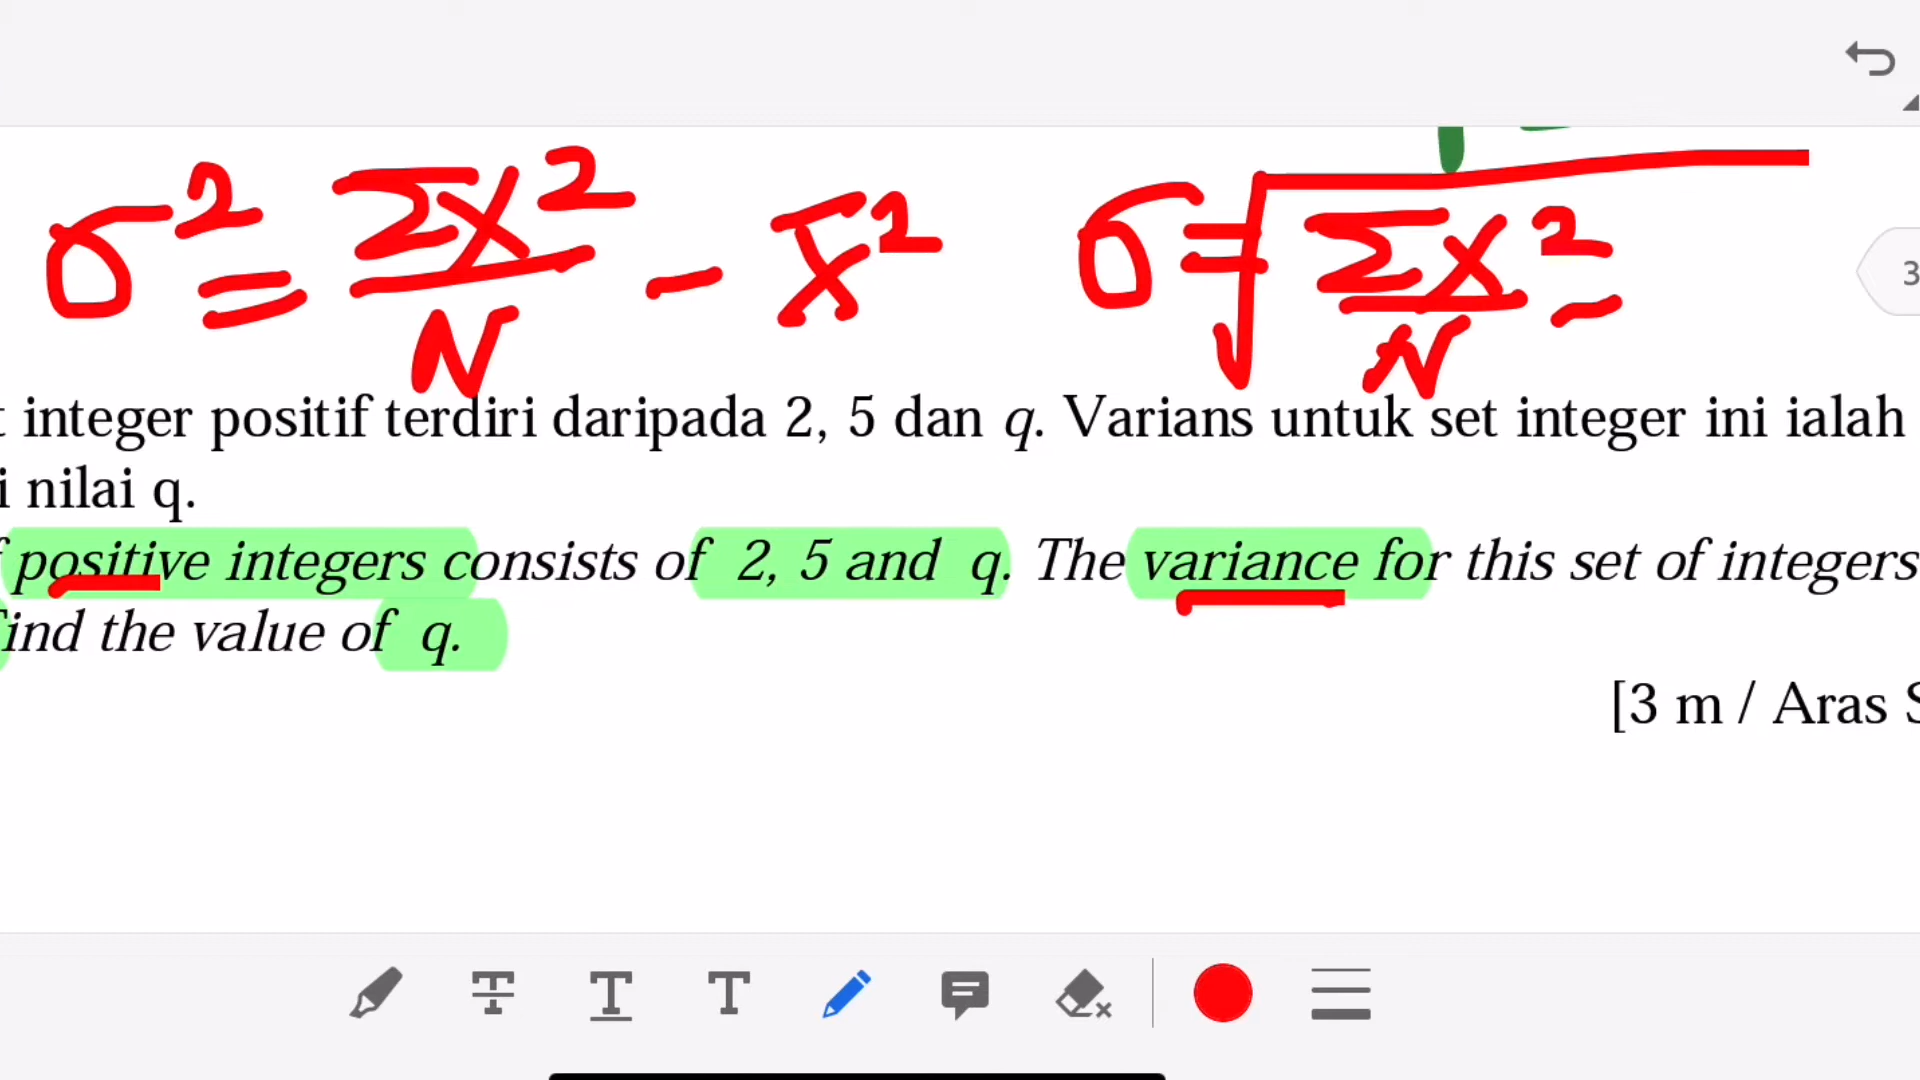 σ² = Σx²/N - x̄² σ = √Σx²/N -
3
integer positif terdiri daripada 2, 5 dan q. Varians untuk set integer ini ialah
nilai q.
positive integers consists of 2, 5 and q. The variance for this set of integers
find the value of q.
[3 m / Aras S